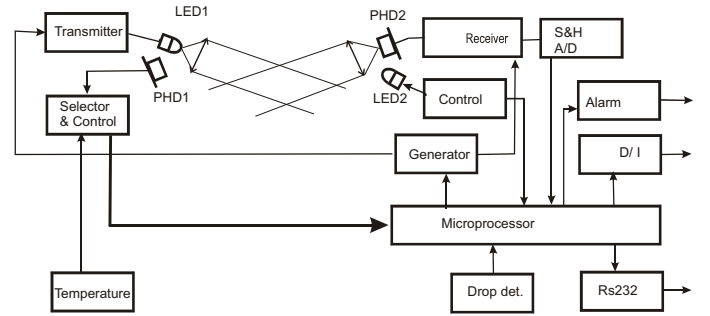 LED1
PHD2
Transmitter
Receiver
S&H
A/D
PHD1
LED2
Selector
& Control
Control
Alarm
Generator
D/ I
Microprocessor
Temperature
Drop det.
Rs232